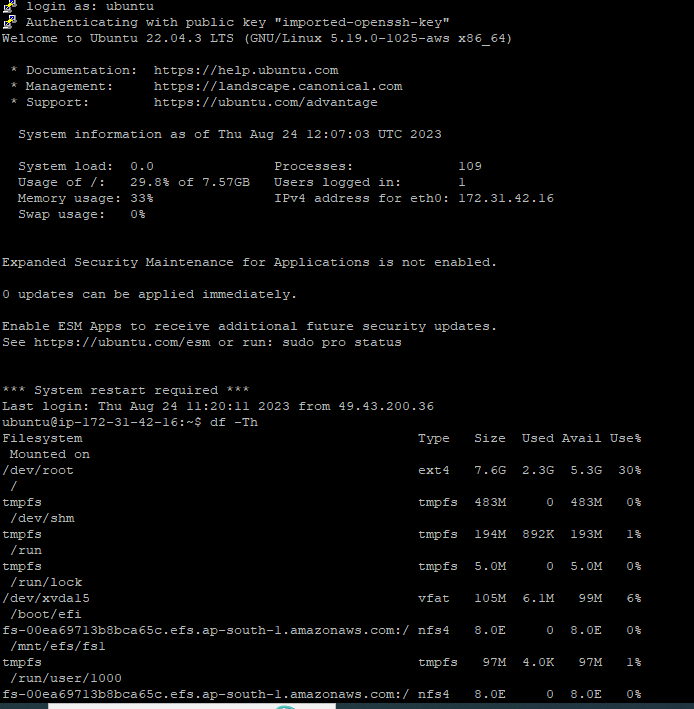 login as: ubuntu
Authenticating with public key "imported-openssh-key"
Welcome to Ubuntu 22.04.3 LTS (GNU/Linux 5.19.0-1025-aws x86_64)
* Documentation:  https://help.ubuntu.com
* Management:     https://landscape.canonical.com
* Support:        https://ubuntu.com/advantage
System information as of Thu Aug 24 12:07:03 UTC 2023
System load:  0.0               Processes:             109
Usage of /:   29.8% of 7.57GB   Users logged in:       1
Memory usage: 33%               IPv4 address for eth0: 172.31.42.16
Swap usage:   0%
Expanded Security Maintenance for Applications is not enabled.
0 updates can be applied immediately.
Enable ESM Apps to receive additional future security updates.
See https://ubuntu.com/esm or run: sudo pro status
*** System restart required ***
Last login: Thu Aug 24 11:20:11 2023 from 49.43.200.36
ubuntu@ip-172-31-42-16:~$ df -Th
Filesystem                                         Type   Size  Used Avail Use%
Mounted on
/dev/root                                          ext4   7.6G  2.3G  5.3G  30%
/
tmpfs                                              tmpfs  483M     0  483M   0%
/dev/shm
tmpfs                                              tmpfs  194M  892K  193M   1%
/run
tmpfs                                              tmpfs  5.0M     0  5.0M   0%
/run/lock
/dev/xvda15                                        vfat   105M  6.1M   99M   6%
/boot/efi
fs-00ea69713b8bca65c.efs.ap-south-1.amazonaws.com:/ nfs4   8.0E     0  8.0E   0%
/mnt/efs/fs1
tmpfs                                              tmpfs   97M  4.0K   97M   1%
/run/user/1000
fs-00ea69713b8bca65c.efs.ap-south-1.amazonaws.com:/ nfs4   8.0E     0  8.0E   0%